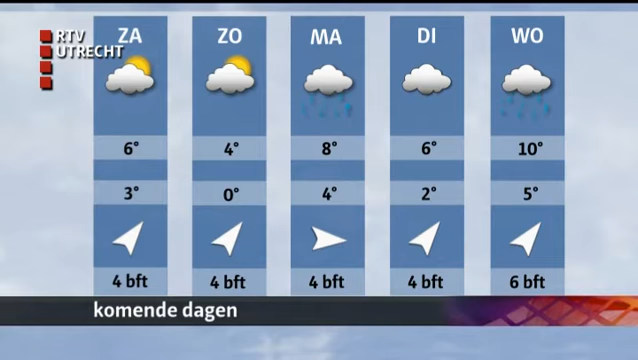 RTV
UTRECHT
ZA ZO MA DI WO
6° 4° 8° 6° 10°
3° 0° 4° 2° 5°
4 bft 4 bft 4 bft 4 bft 6 bft
komende dagen